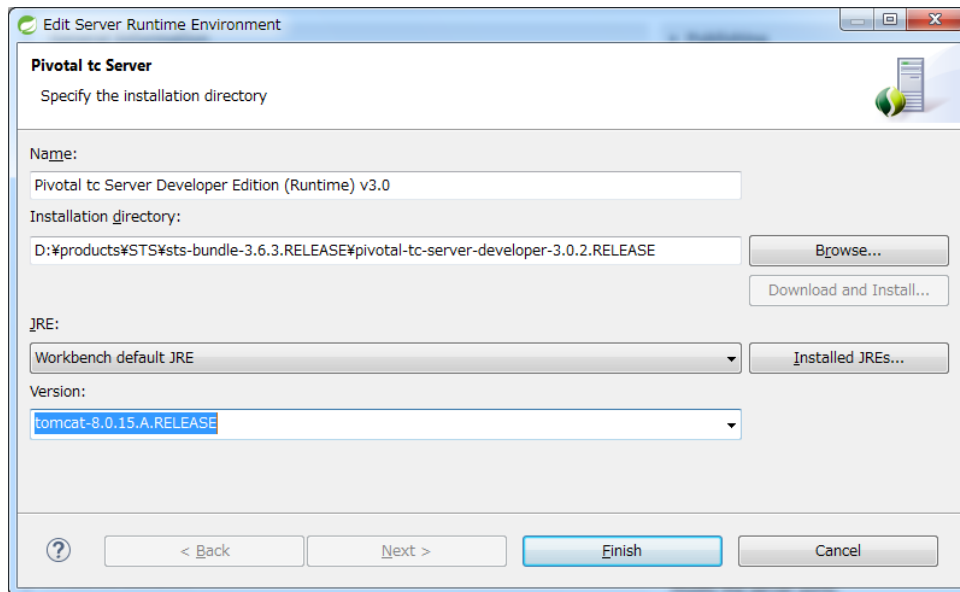 Edit Server Runtime Environment
Pivotal tc Server
Specify the installation directory
Name:
Pivotal tc Server Developer Edition (Runtime) v3.0
Installation directory:
D:¥products¥STS¥sts-bundle-3.6.3.RELEASE¥pivotal-tc-server-developer-3.0.2.RELEASE
Browse...
Download and Install...
JRE:
Workbench default JRE
Installed JREs...
Version:
tomcat-8.0.15.A.RELEASE
?
< Back
Next >
Finish
Cancel